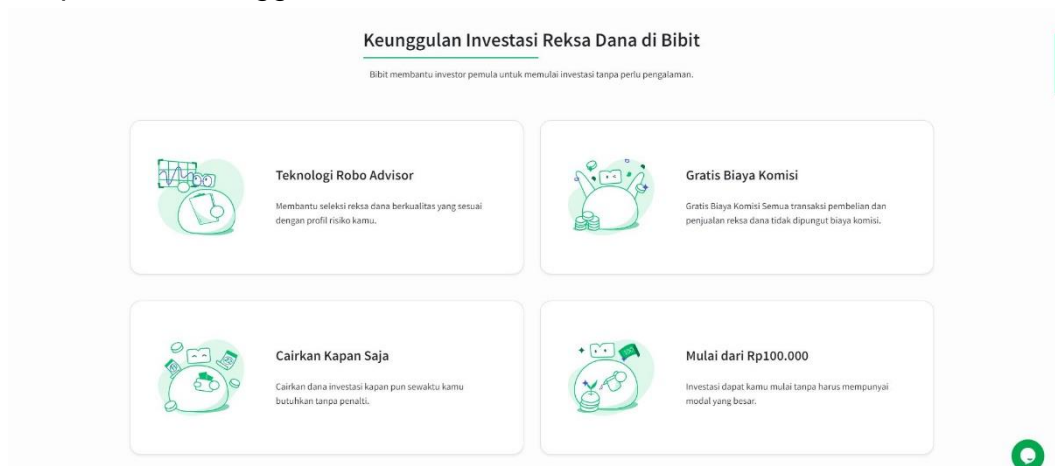 Keunggulan Investasi Reksa Dana di Bibit
Bibit membantu investor pemula untuk memulai investasi tanpa perlu pengalaman.
Teknologi Robo Advisor
Membantu seleksi reksa dana berkualitas yang sesuai
dengan profil risiko kamu.
Gratis Biaya Komisi
Gratis Biaya Komisi Semua transaksi pembelian dan
penjualan reksa dana tidak dipungut biaya komisi.
Cairkan Kapan Saja
Cairkan dana investasi kapan pun sewaktu kamu
butuhkan tanpa penalti.
Mulai dari Rp100.000
Investasi dapat kamu mulai tanpa harus mempunyai
modal yang besar.